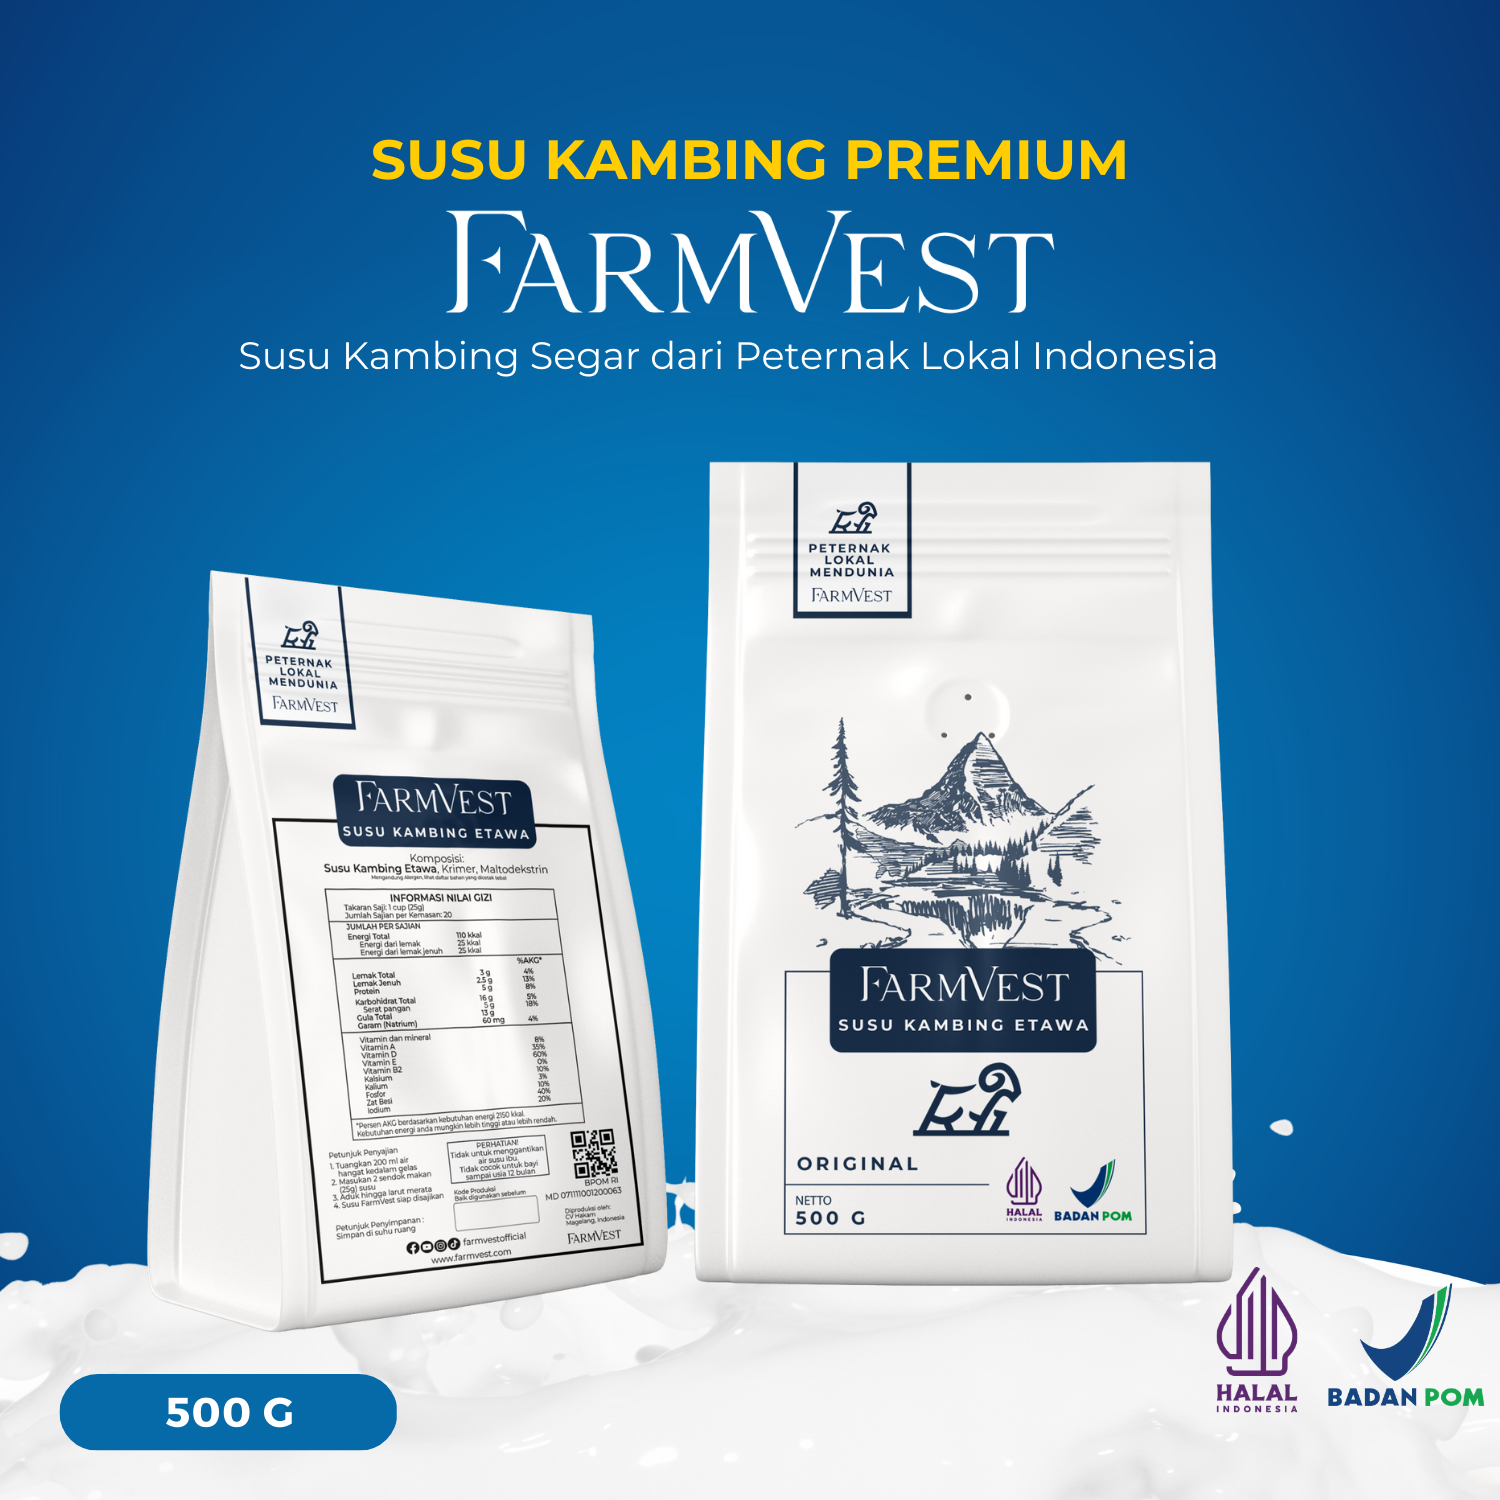 SUSU KAMBING PREMIUM
FARMVEST
Susu Kambing Segar dari Peternak Lokal Indonesia
PETERNAK
LOKAL
MENDUNIA
FARMVEST
FARMVEST
SUSU KAMBING ETAWA
Komposisi:
Susu Kambing Etawa, Krimer, Maltodekstrin
Mengandung Alergen, lihat daftar bahan yang dicetak tebal
INFORMASI NILAI GIZI
Takaran Saji: 1 cup (25g)
Jumlah Sajian per Kemasan: 20
JUMLAH PER SAJIAN
Energi Total 110 kkal
Energi dari lemak 25 kkal
Energi dari lemak jenuh 25 kkal
%AKG*
Lemak Total 3 g 4%
Lemak Jenuh 2.5 g 13%
Protein 5 g 8%
Karbohidrat Total 16 g 5%
Serat pangan 5 g 18%
Gula Total 13 g
Garam (Natrium) 60 mg 4%
Vitamin dan mineral
Vitamin A 8%
Vitamin D 35%
Vitamin E 60%
Vitamin B2 0%
Kalsium 10%
Kalium 3%
Fosfor 10%
Zat Besi 40%
Iodium 20%
*Persen AKG berdasarkan kebutuhan energi 2150 kkal.
Kebutuhan energi anda mungkin lebih tinggi atau lebih rendah.
Petunjuk Penyajian
1. Tuangkan 200 ml air
hangat kedalam gelas
2. Masukan 2 sendok makan
(25g) susu
3. Aduk hingga larut merata
4. Susu FarmVest siap disajikan
Petunjuk Penyimpanan :
Simpan di suhu ruang
PERHATIAN!
Tidak untuk menggantikan
air susu ibu.
Tidak cocok untuk bayi
sampai usia 12 bulan
Kode Produksi
Baik digunakan sebelum
BPOM RI
MD 071111001200063
Diproduksi oleh:
CV Hakam
Magelang, Indonesia
FARMVEST
farmvestofficial
www.farmvest.com
PETERNAK
LOKAL
MENDUNIA
FARMVEST
FARMVEST
SUSU KAMBING ETAWA
ORIGINAL
NETTO
500 G
HALAL
INDONESIA
BADAN POM
500 G
HALAL
INDONESIA
BADAN POM